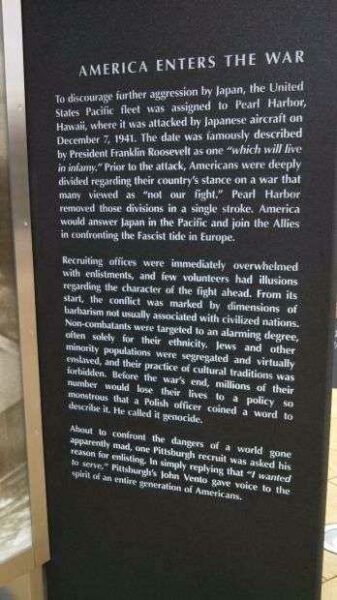 AMERICA ENTERS THE WAR
To discourage further aggression by Japan, the United
States Pacific fleet was assigned to Pearl Harbor,
Hawaii, where it was attacked by Japanese aircraft on
December 7, 1941. The date was famously described
by President Franklin Roosevelt as one "which will live
in infamy." Prior to the attack, Americans were deeply
divided regarding their country's stance on a war that
many viewed as "not our fight." Pearl Harbor
removed those divisions in a single stroke. America
would answer Japan in the Pacific and join the Allies
in confronting the Fascist tide in Europe.
Recruiting offices were immediately overwhelmed
with enlistments, and few volunteers had illusions
regarding the character of the fight ahead. From its
start, the conflict was marked by dimensions of
barbarism not usually associated with civilized nations.
Non-combatants were targeted to an alarming degree,
often solely for their ethnicity. Jews and other
minority populations were segregated and virtually
enslaved, and their practice of cultural traditions was
forbidden. Before the war's end, millions of their
number would lose their lives to a policy so
monstrous that a Polish officer coined a word to
describe it. He called it genocide.
About to confront the dangers of a world gone
apparently mad, one Pittsburgh recruit was asked his
reason for enlisting. In simply replying that "I wanted
to serve," Pittsburgh's John Vento gave voice to the
spirit of an entire generation of Americans.